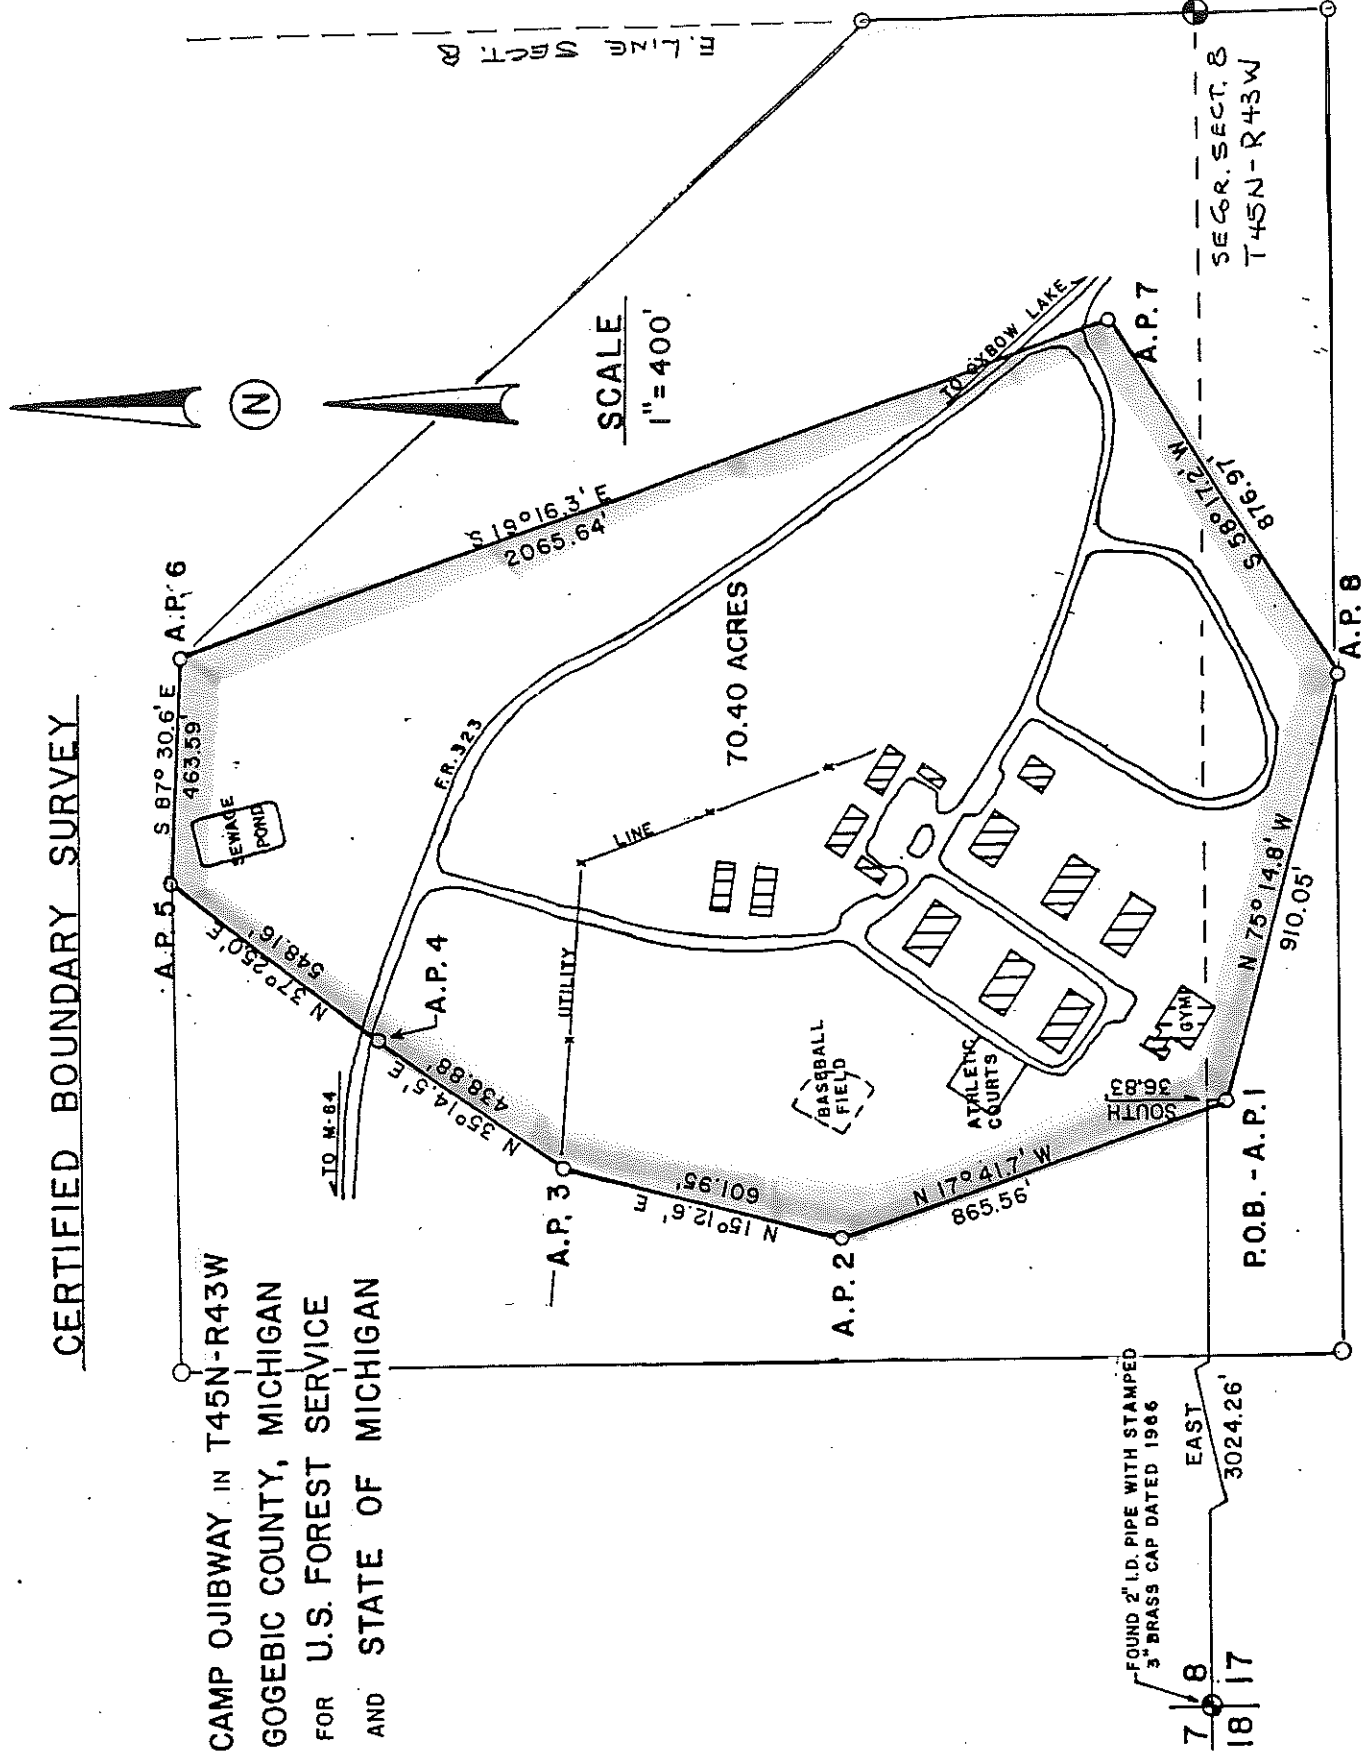 CERTIFIED BOUNDARY SURVEY
CAMP OJIBWAY IN T45N-R43W
GOGEBIC COUNTY, MICHIGAN
FOR U.S. FOREST SERVICE
AND STATE OF MICHIGAN
N
SCALE
1"=400'
E. LINE SECT. 8
A.P. 5
S 87° 30.6' E
463.59'
A.P. 6
SEWAGE
POND
N 37° 25.0' E
548.16'
A.P. 4
TO M-64
F.R. 323
N 35° 14.5' E
438.88'
A.P. 3
UTILITY
LINE
S 19° 16.3' E
2065.64'
70.40 ACRES
N 15° 12.6' E
601.95'
A.P. 2
BASEBALL
FIELD
ATHLETIC
COURTS
N 17° 41.7' W
865.56'
TO OXBOW LAKE
A.P. 7
S 58° 17.2' W
876.97'
GYM
SOUTH
36.83'
P.O.B. - A.P. 1
N 75° 14.8' W
910.05'
A.P. 8
SE COR. SECT. 8
T45N-R43W
FOUND 2" I.D. PIPE WITH STAMPED
3" BRASS CAP DATED 1966
EAST
3024.26'
7 8
18 17